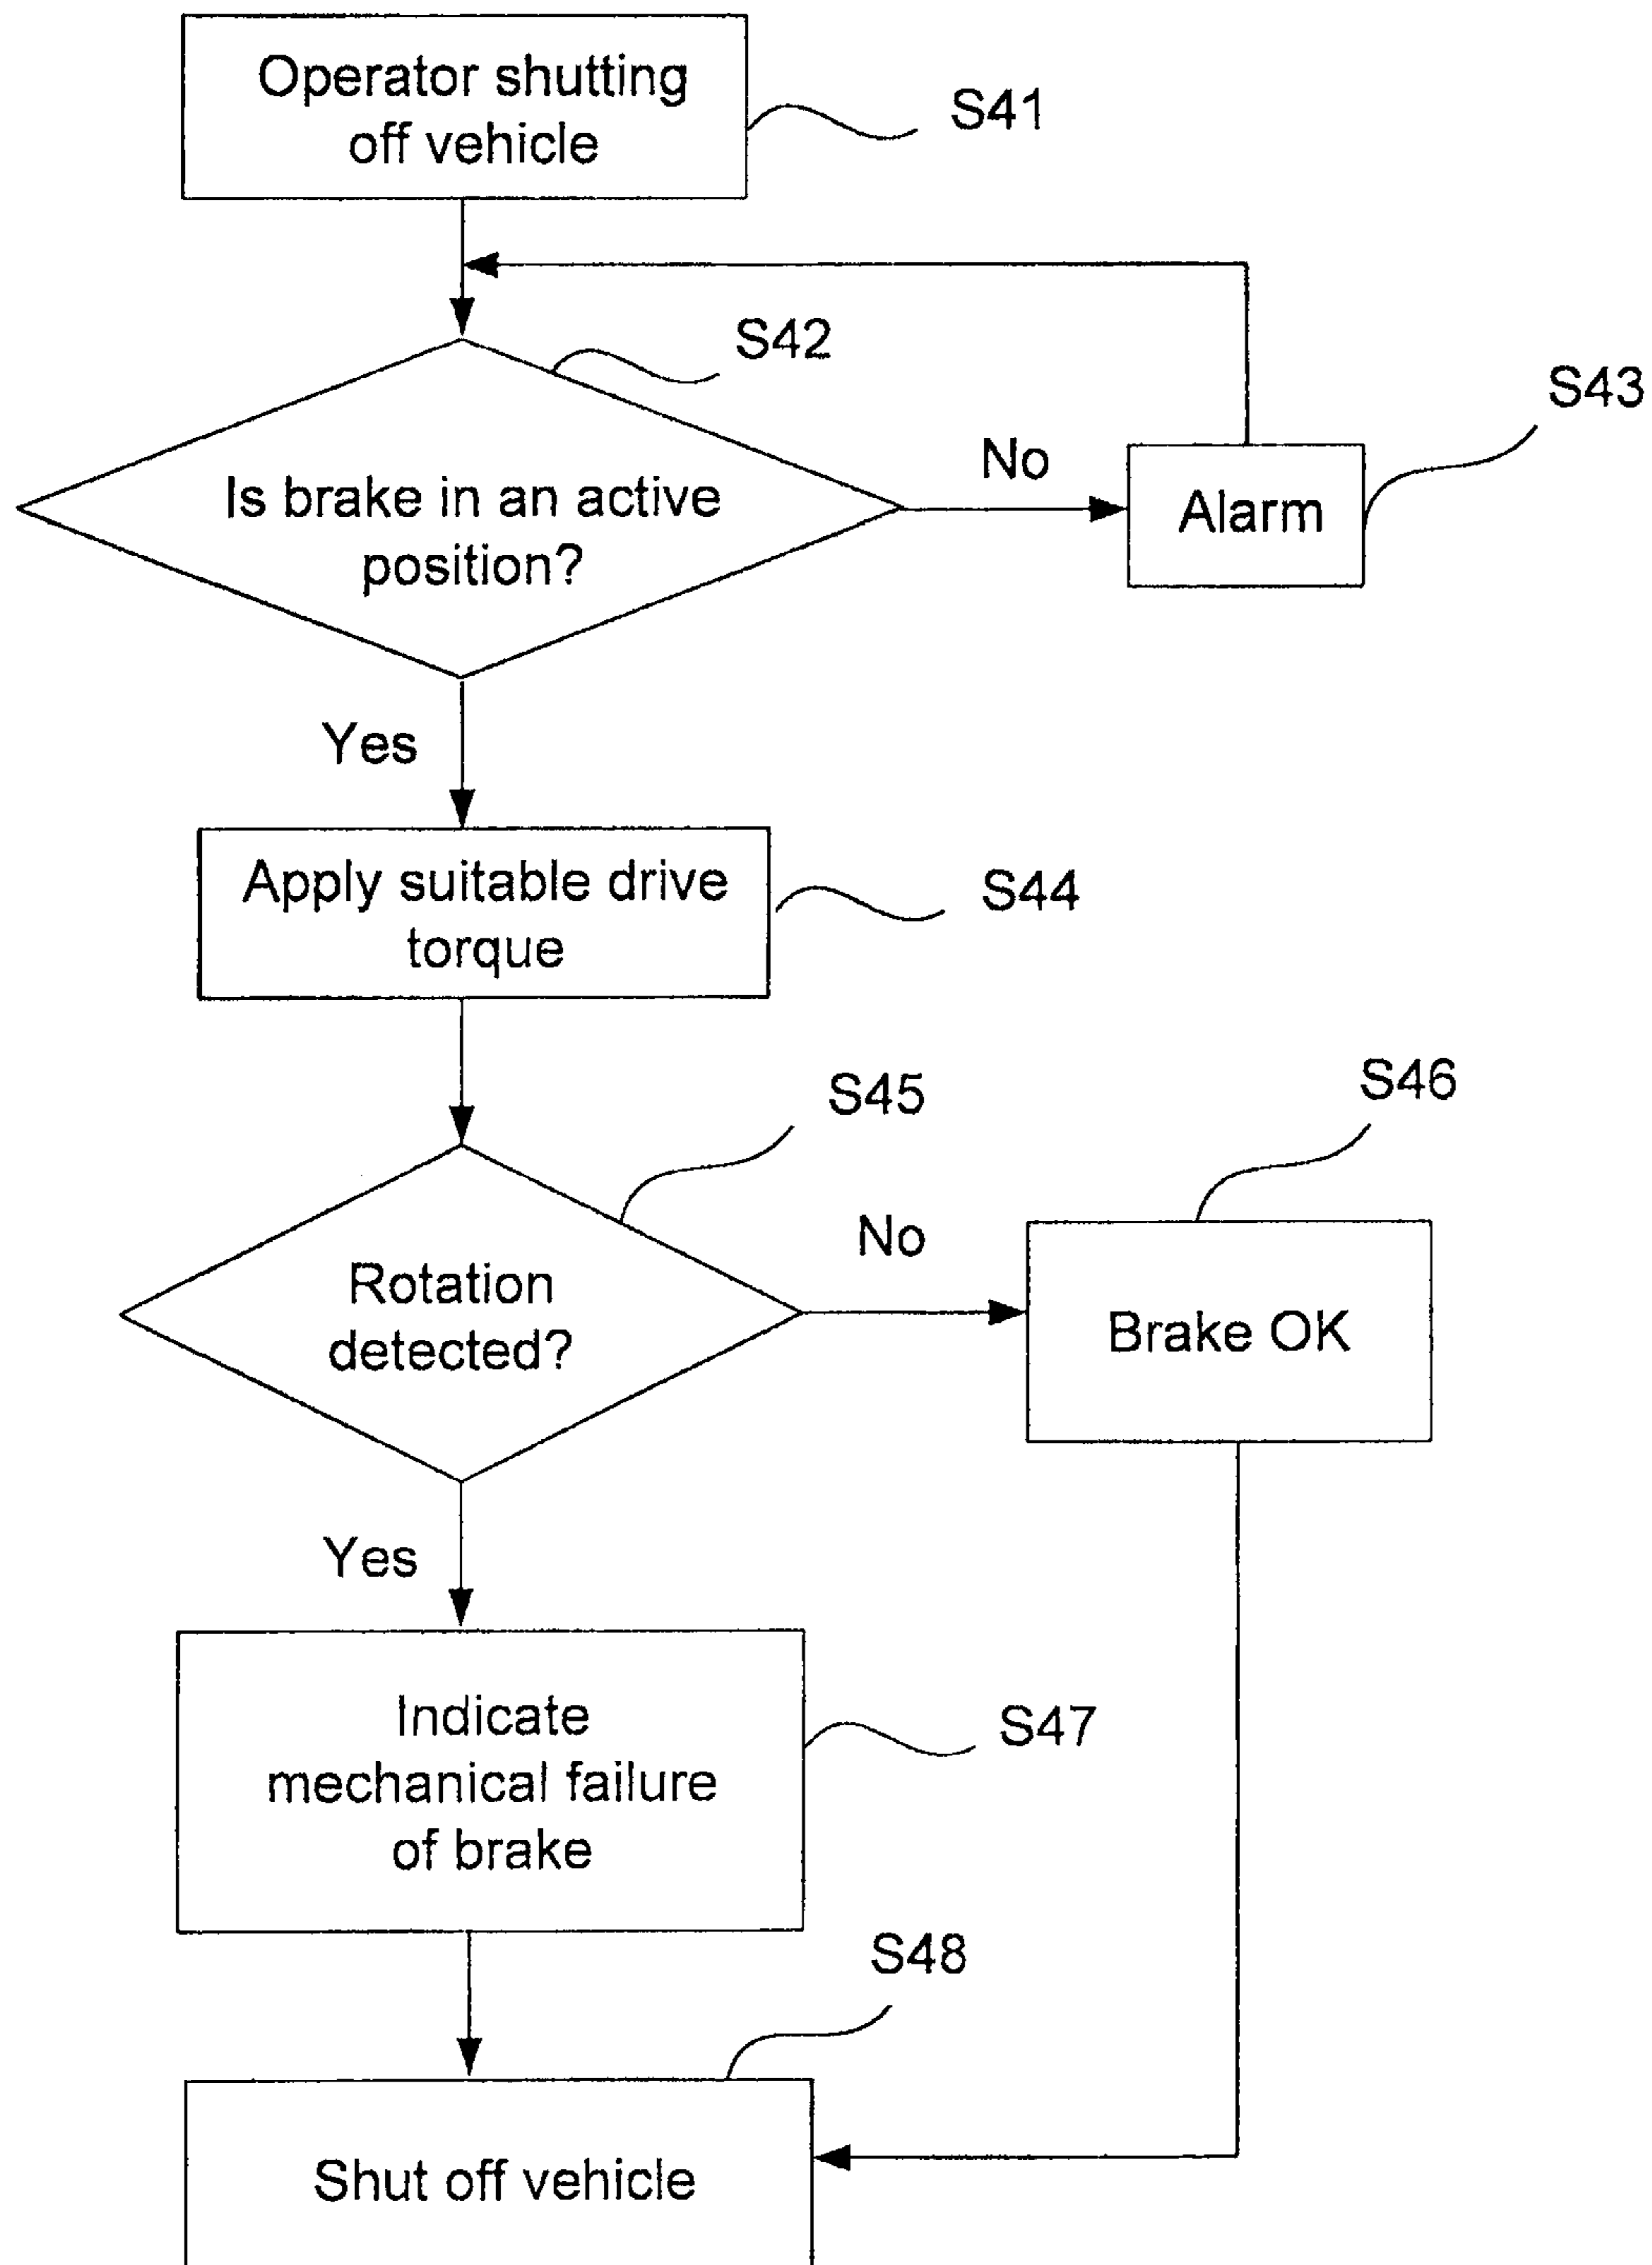 Operator shutting
off vehicle
S41
S42
S43
Is brake in an active
position?
No
Alarm
Yes
Apply suitable drive
torque
S44
S45
S46
Rotation
detected?
No
Brake OK
Yes
Indicate
mechanical failure
of brake
S47
S48
Shut off vehicle